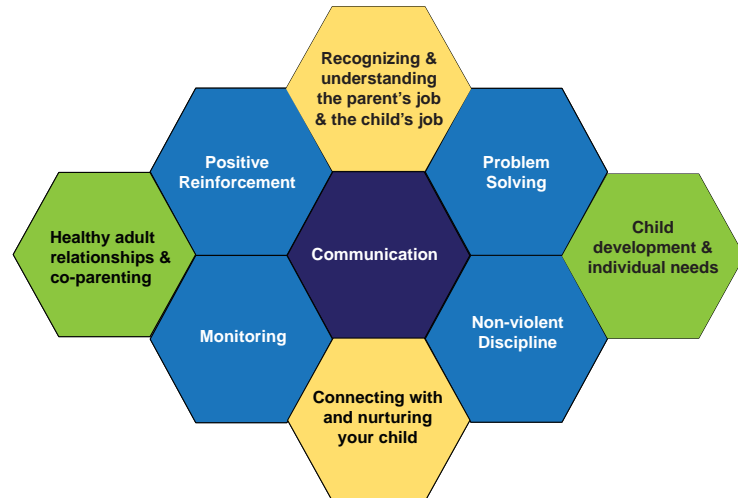 Recognizing &
understanding
the parent's job
& the child's job
Positive
Reinforcement
Problem
Solving
Healthy adult
relationships &
co-parenting
Communication
Child
development &
individual needs
Monitoring
Non-violent
Discipline
Connecting with
and nurturing
your child